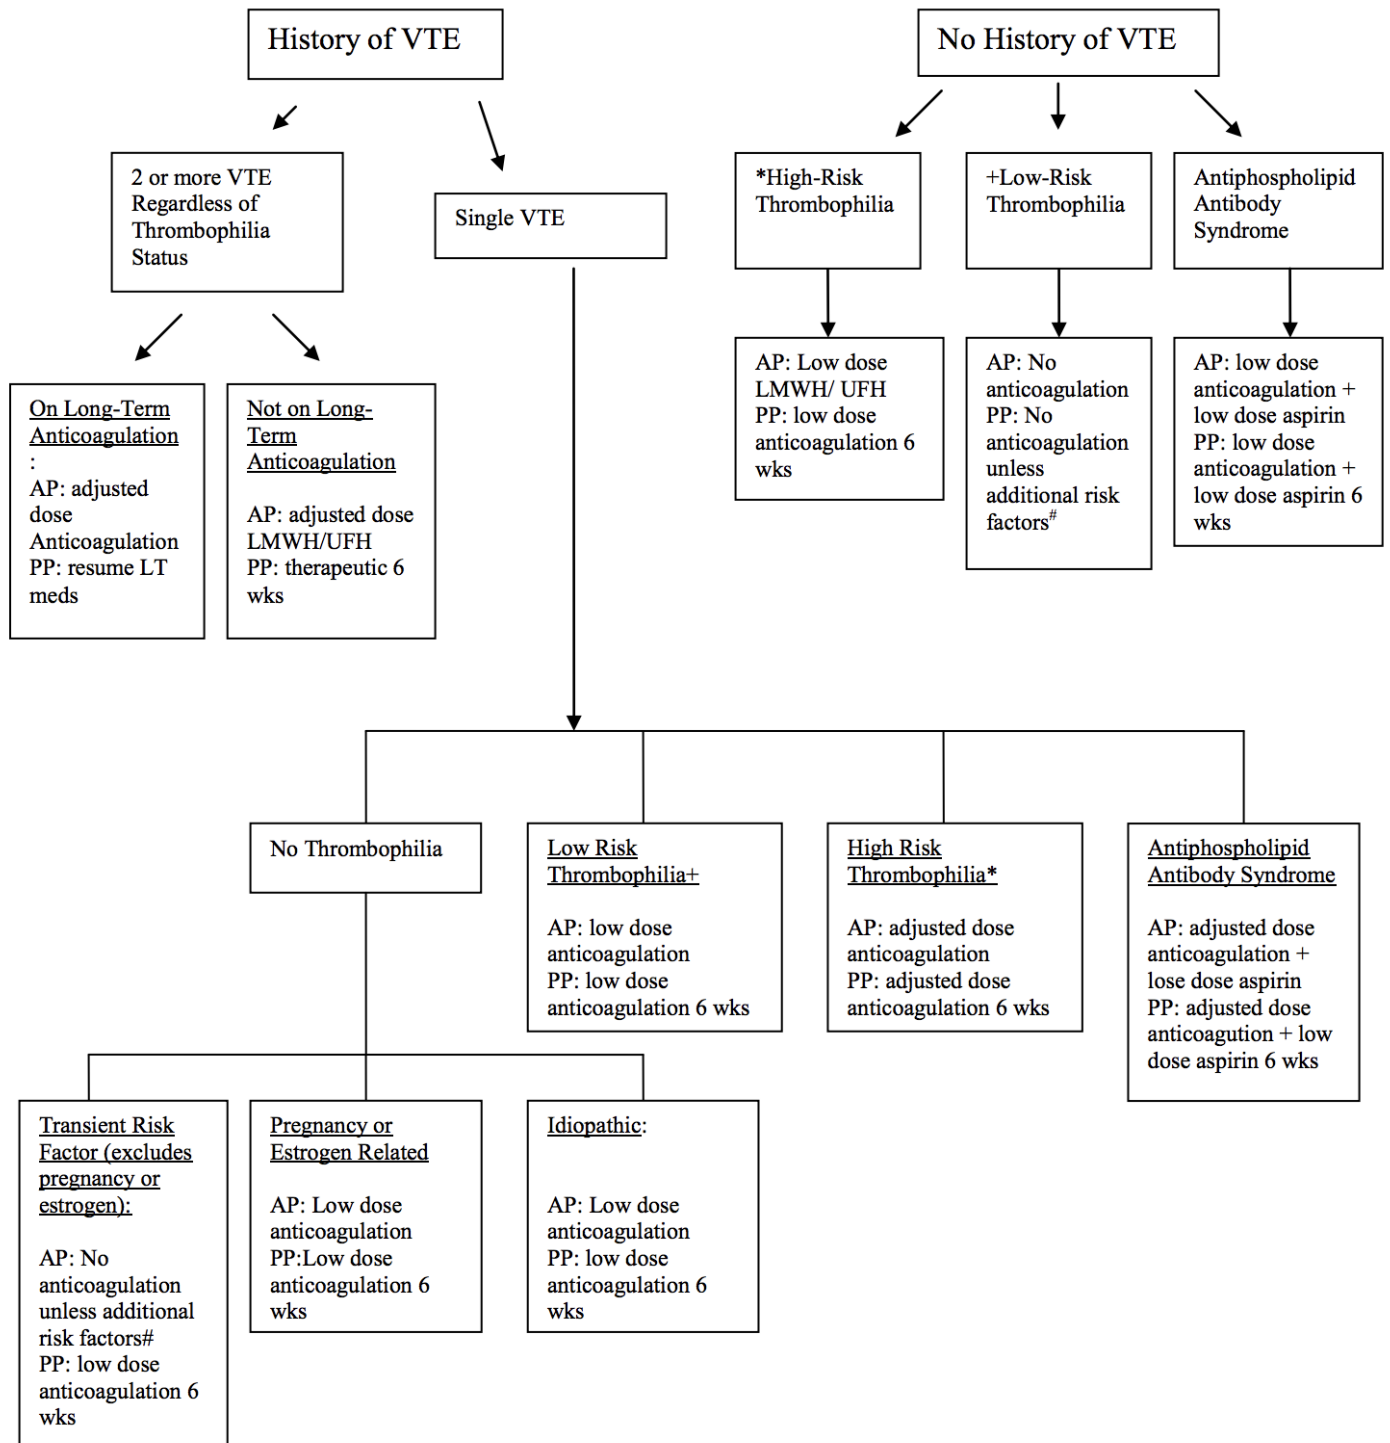 History of VTE
No History of VTE
2 or more VTE
Regardless of
Thrombophilia
Status
Single VTE
*High-Risk
Thrombophilia
+Low-Risk
Thrombophilia
Antiphospholipid
Antibody
Syndrome
On Long-Term
Anticoagulation
:
AP: adjusted
dose
Anticoagulation
PP: resume LT
meds
Not on Long-
Term
Anticoagulation
AP: adjusted dose
LMWH/UFH
PP: therapeutic 6
wks
AP: Low dose
LMWH/ UFH
PP: low dose
anticoagulation 6
wks
AP: No
anticoagulation
PP: No
anticoagulation
unless
additional risk
factors#
AP: low dose
anticoagulation +
low dose aspirin
PP: low dose
anticoagulation +
low dose aspirin 6
wks
No Thrombophilia
Low Risk
Thrombophilia+
AP: low dose
anticoagulation
PP: low dose
anticoagulation 6 wks
High Risk
Thrombophilia*
AP: adjusted dose
anticoagulation
PP: adjusted dose
anticoagulation 6 wks
Antiphospholipid
Antibody Syndrome
AP: adjusted dose
anticoagulation +
lose dose aspirin
PP: adjusted dose
anticoagution + low
dose aspirin 6 wks
Transient Risk
Factor (excludes
pregnancy or
estrogen):
AP: No
anticoagulation
unless additional
risk factors#
PP: low dose
anticoagulation 6
wks
Pregnancy or
Estrogen Related
AP: Low dose
anticoagulation
PP:Low dose
anticoagulation 6
wks
Idiopathic:
AP: Low dose
anticoagulation
PP: low dose
anticoagulation 6
wks